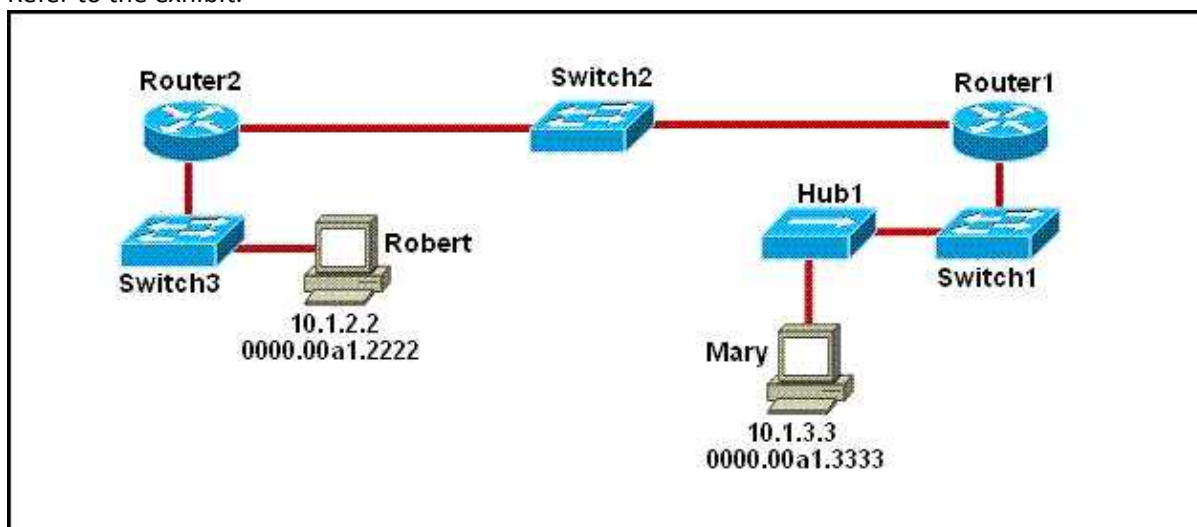 Refer to the exhibit.
Router2
Switch2
Router1
Hub1
Robert
Switch3
Switch1
10.1.2.2
0000.00a1.2222
Mary
10.1.3.3
0000.00a1.3333